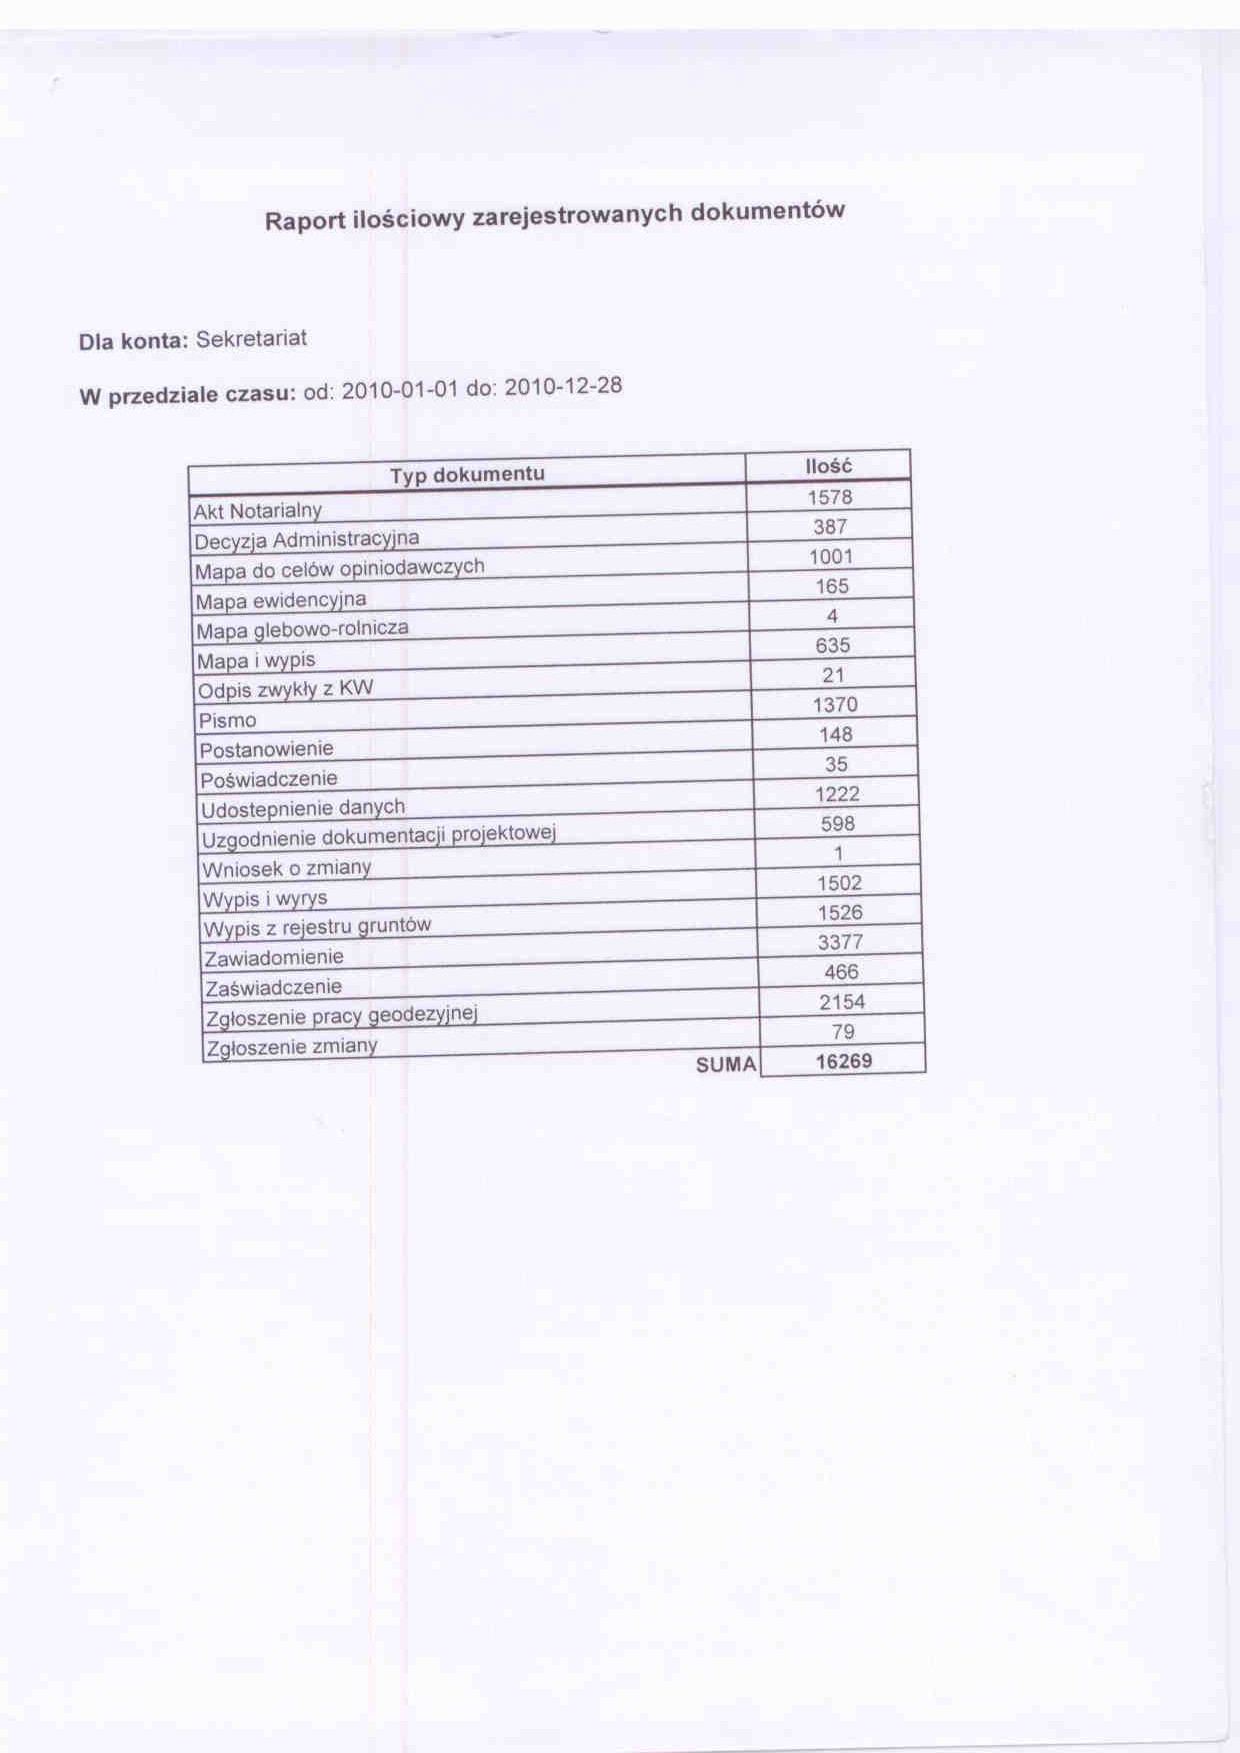 Raport ilościowy zarejestrowanych dokumentów
Dla konta: Sekretariat
W przedziale czasu: od: 2010-01-01 do: 2010-12-28
Typ dokumentu Ilość
Akt Notarialny 1578
Decyzja Administracyjna 387
Mapa do celów opiniodawczych 1001
Mapa ewidencyjna 165
Mapa glebowo-rolnicza 4
Mapa i wypis 635
Odpis zwykły z KW 21
Pismo 1370
Postanowienie 148
Poświadczenie 35
Udostepnienie danych 1222
Uzgodnienie dokumentacji projektowej 598
Wniosek o zmiany 1
Wypis i wyrys 1502
Wypis z rejestru gruntów 1526
Zawiadomienie 3377
Zaświadczenie 466
Zgłoszenie pracy geodezyjnej 2154
Zgłoszenie zmiany 79
SUMA 16269